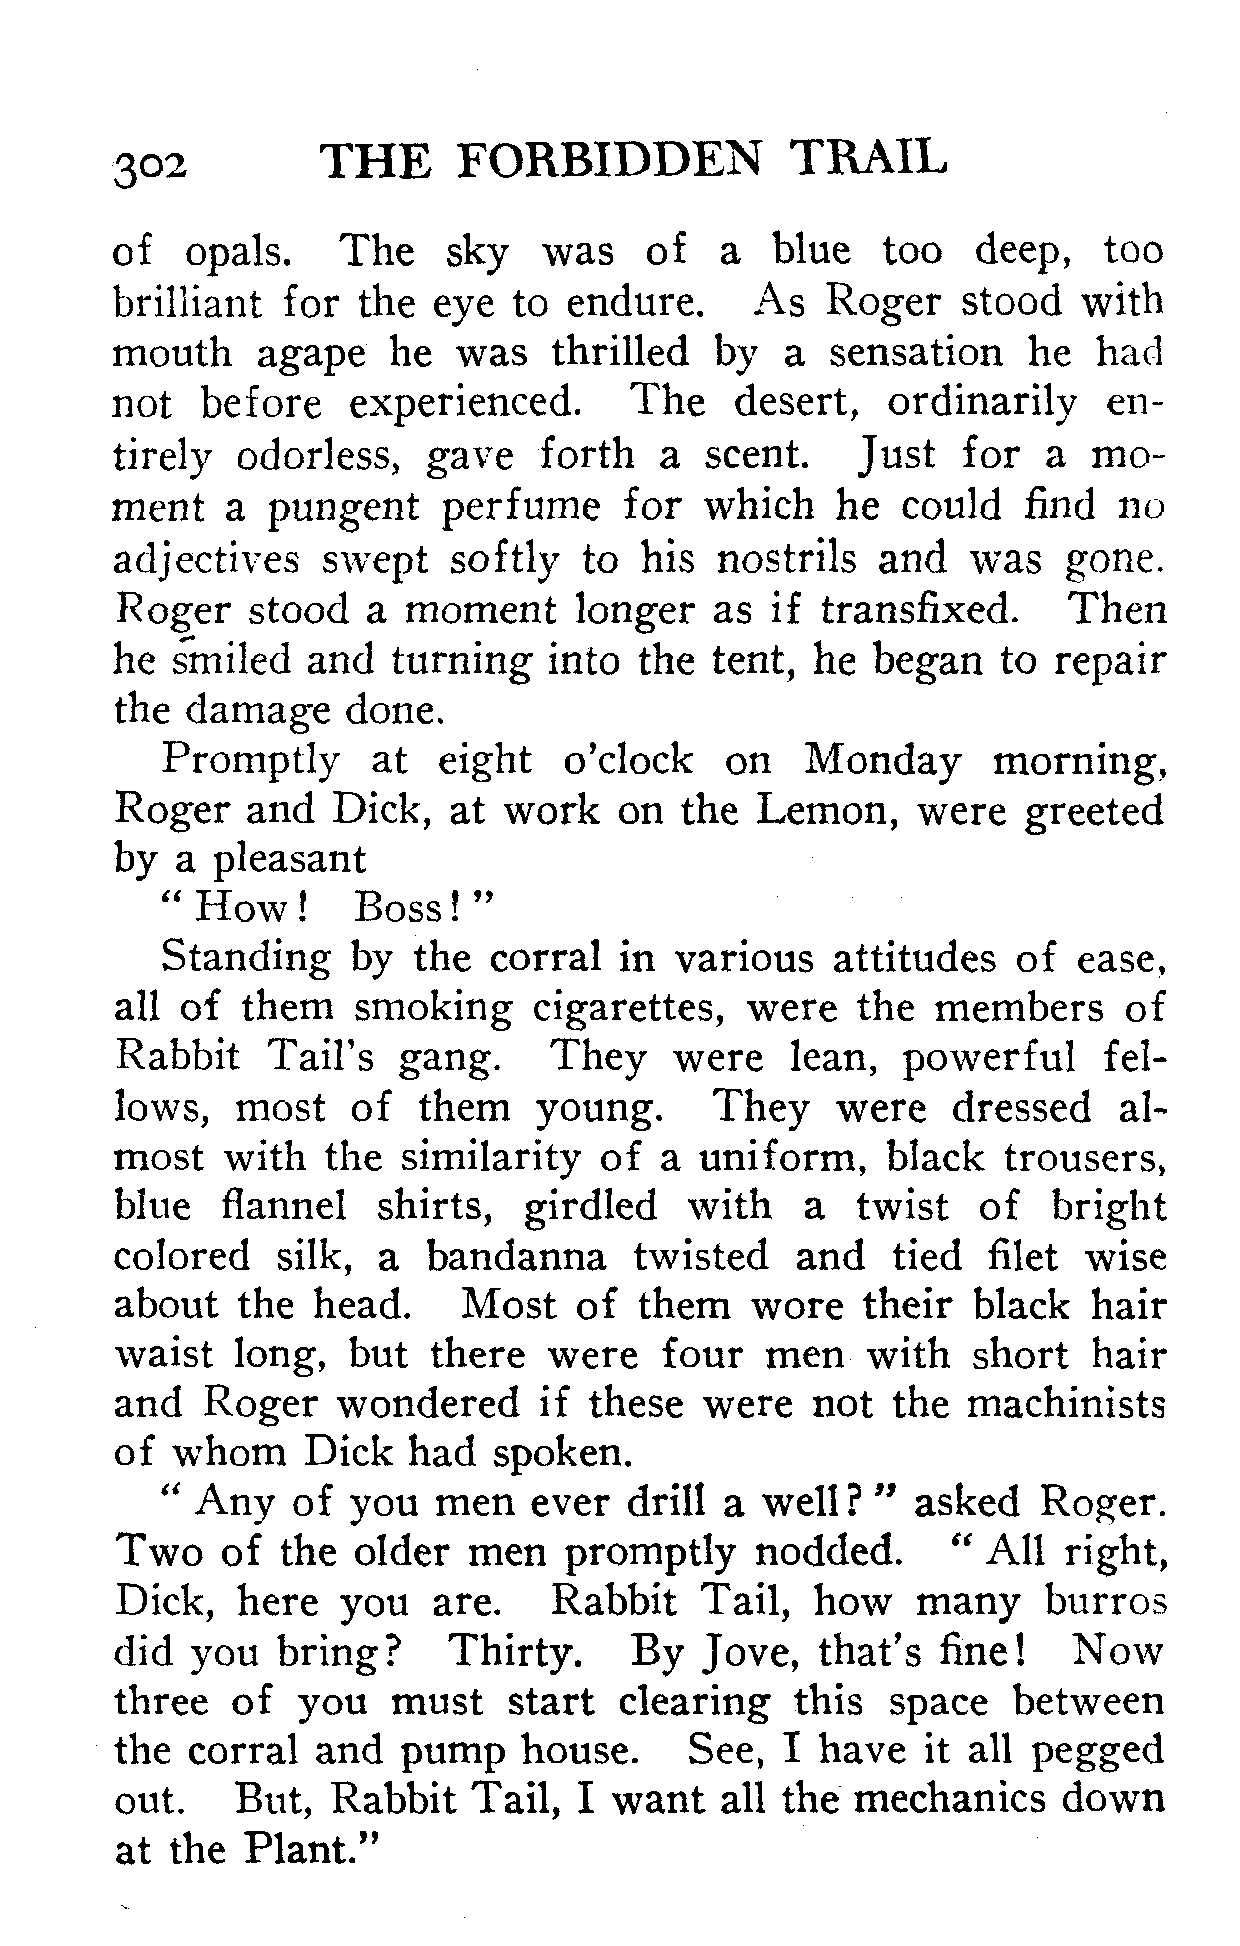 302 THE FORBIDDEN TRAIL
of opals. The sky was of a blue too deep, too
brilliant for the eye to endure. As Roger stood with
mouth agape he was thrilled by a sensation he had
not before experienced. The desert, ordinarily en-
tirely odorless, gave forth a scent. Just for a mo-
ment a pungent perfume for which he could find no
adjectives swept softly to his nostrils and was gone.
Roger stood a moment longer as if transfixed. Then
he smiled and turning into the tent, he began to repair
the damage done.
Promptly at eight o'clock on Monday morning,
Roger and Dick, at work on the Lemon, were greeted
by a pleasant
" How! Boss! "
Standing by the corral in various attitudes of ease,
all of them smoking cigarettes, were the members of
Rabbit Tail's gang. They were lean, powerful fel-
lows, most of them young. They were dressed al-
most with the similarity of a uniform, black trousers,
blue flannel shirts, girdled with a twist of bright
colored silk, a bandanna twisted and tied filet wise
about the head. Most of them wore their black hair
waist long, but there were four men with short hair
and Roger wondered if these were not the machinists
of whom Dick had spoken.
" Any of you men ever drill a well? " asked Roger.
Two of the older men promptly nodded. " All right,
Dick, here you are. Rabbit Tail, how many burros
did you bring? Thirty. By Jove, that's fine! Now
three of you must start clearing this space between
the corral and pump house. See, I have it all pegged
out. But, Rabbit Tail, I want all the mechanics down
at the Plant."